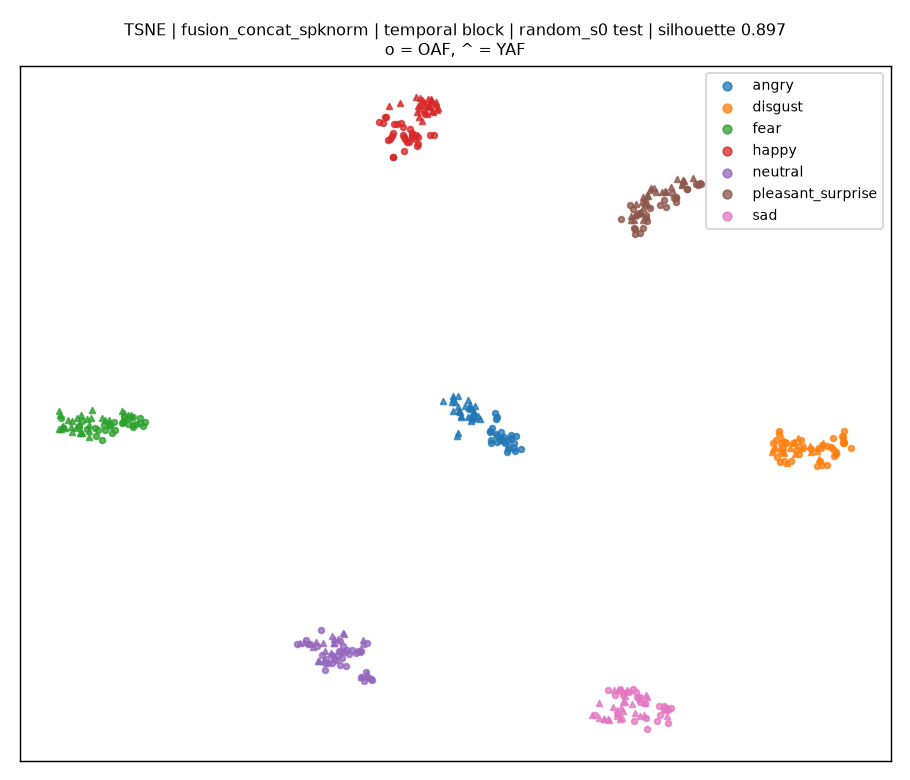 TSNE | fusion_concat_spknorm | temporal block | random_s0 test | silhouette 0.897
o = OAF, ^ = YAF
angry
disgust
fear
happy
neutral
pleasant_surprise
sad